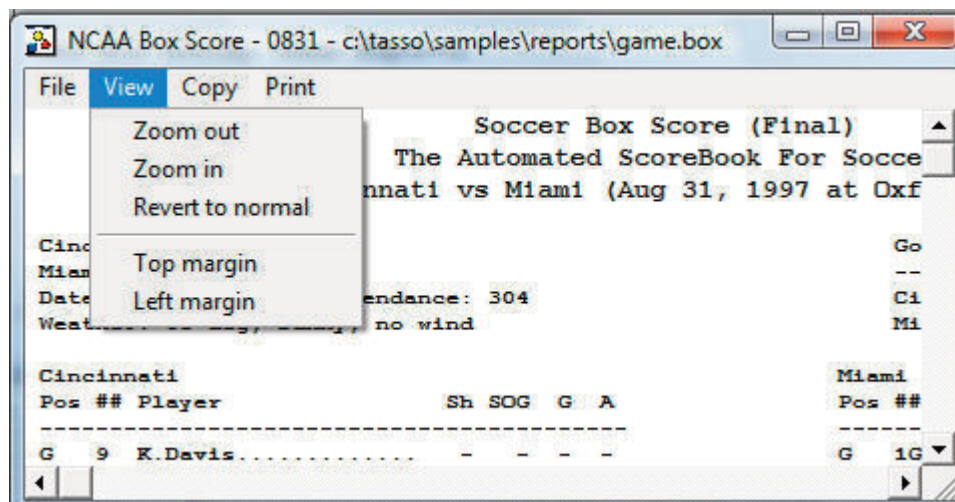 NCAA Box Score - 0831 - c:\tasso\samples\reports\game.box
File View Copy Print
Zoom out
Zoom in
Revert to normal
Top margin
Left margin
Soccer Box Score (Final)
The Automated ScoreBook For Socce
nnati vs Miami (Aug 31, 1997 at Oxf
Cinc Go
Miam --
Date endance: 304 Ci
no wind Mi
Cincinnati Miami
Pos ## Player Sh SOG G A Pos ##
------------------------------------------ ------
G 9 K.Davis............. - - - - G 1G